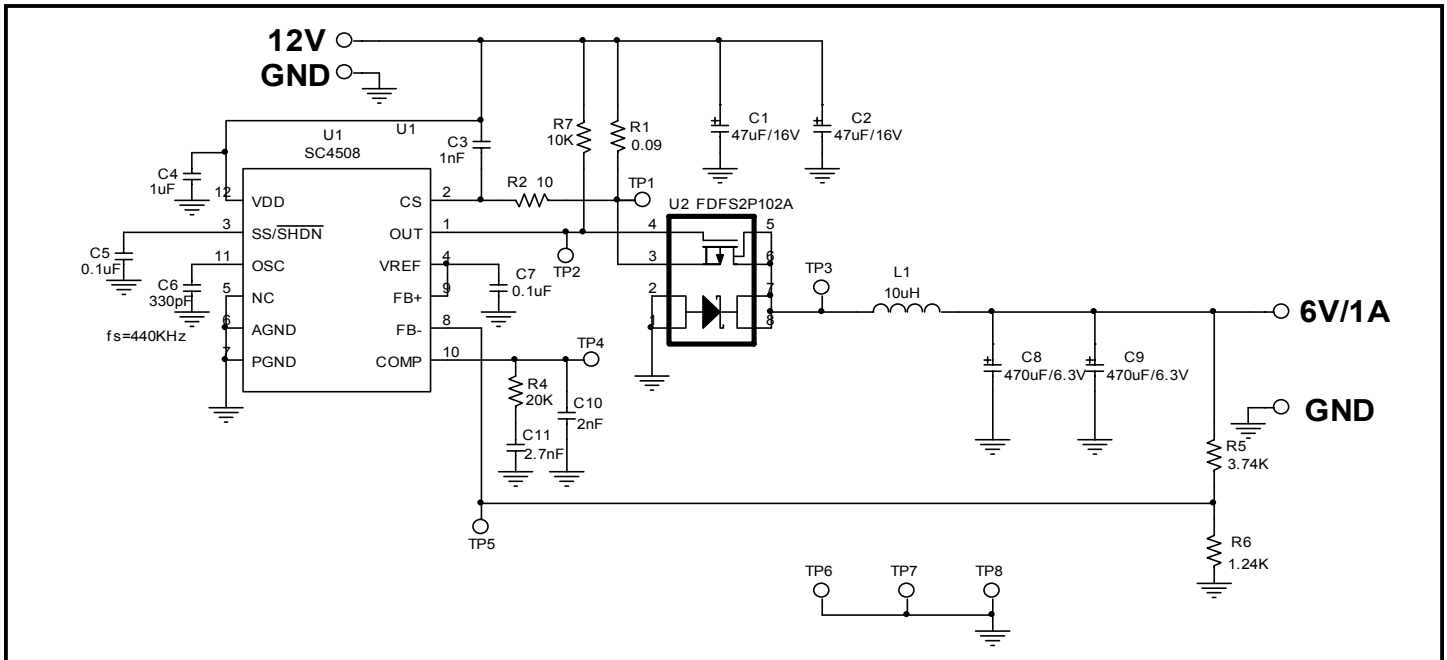 12V
GND
U1
U1
SC4508
C4
1uF
C3
1nF
R7
10K
R1
0.09
C1
47uF/16V
C2
47uF/16V
R2 10
TP1
12
VDD
CS
2
3
SS/SHDN
OUT
1
11
OSC
VREF
4
5
NC
FB+
9
6
AGND
FB-
8
7
PGND
COMP
10
C5
0.1uF
C6
330pF
fs=440KHz
C7
0.1uF
TP2
U2 FDFS2P102A
4
5
3
6
2
7
1
8
TP3
L1
10uH
6V/1A
C8
470uF/6.3V
C9
470uF/6.3V
GND
TP4
R4
20K
C10
2nF
C11
2.7nF
R5
3.74K
TP5
R6
1.24K
TP6
TP7
TP8